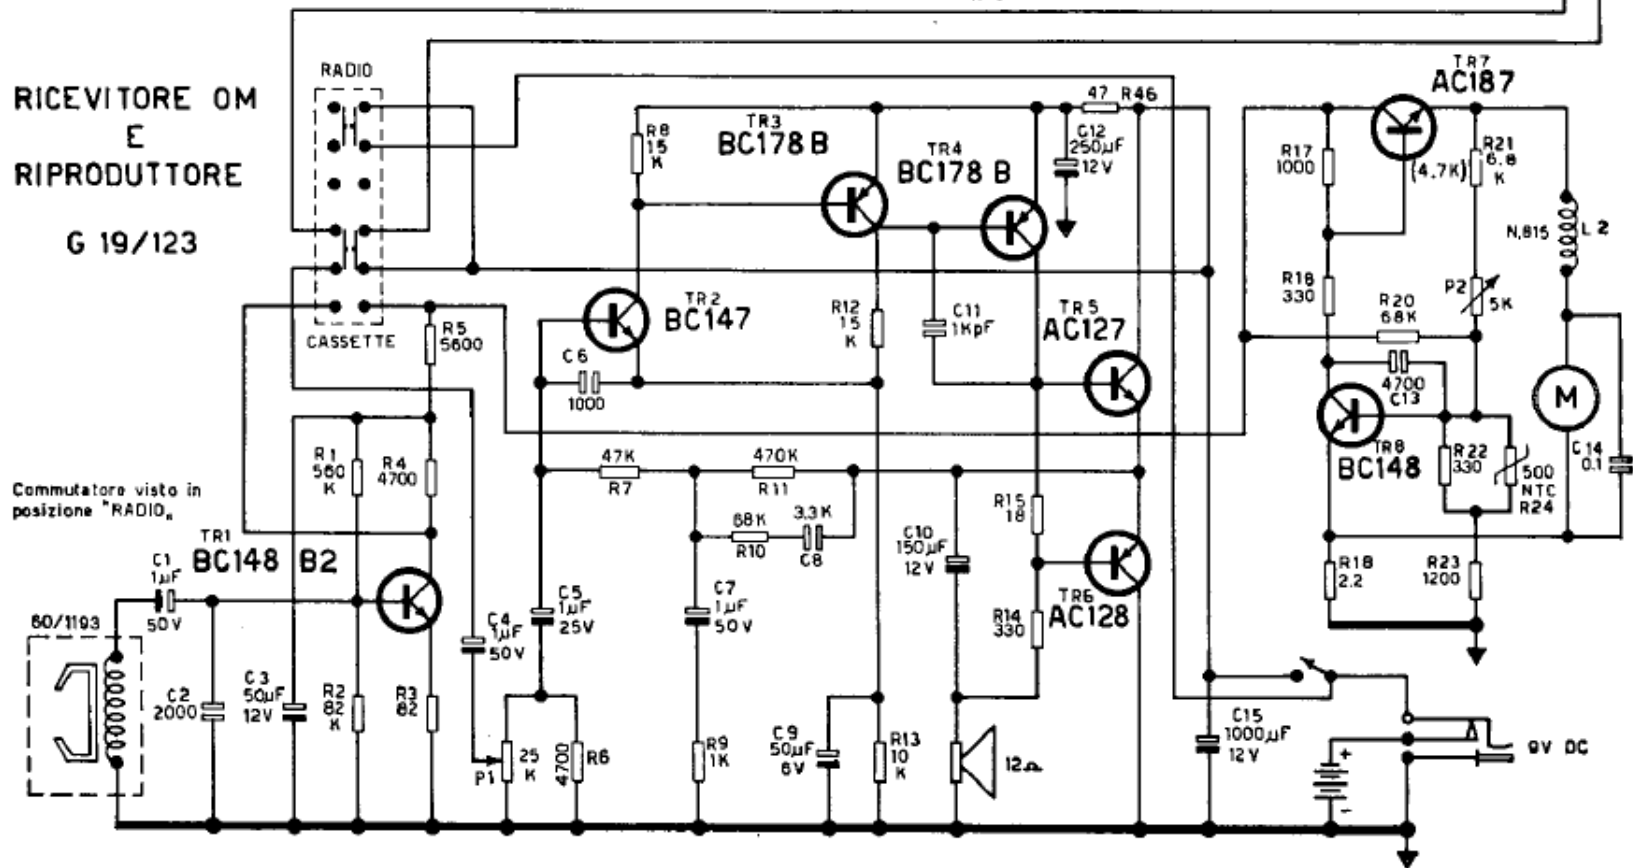 RICEVITORE OM
E
RIPRODUTTORE
G 19/123
RADIO
CASSETTE
Commutatore visto in
posizione "RADIO„
R5
5600
R8
15
K
TR3
BC178 B
TR4
BC178 B
47 R46
C12
250µF
12V
TR7
AC187
(4.7K)
R17
1000
R21
6.8
K
N.815
L2
R16
330
P2
5K
R20
68K
4700
C13
M
C14
0.1
TR8
BC148
R22
330
500
NTC
R24
R18
2.2
R23
1200
TR2
BC147
C6
1000
R12
15
K
C11
1KpF
TR5
AC127
R1
560
K
R4
4700
47K
R7
470K
R11
68K
R10
3.3K
C8
R15
18
C10
150µF
12V
TR6
AC128
R14
330
TR1
BC148 B2
C1
1µF
50V
60/1193
C2
2000
C3
50µF
12V
R2
82
K
R3
82
C4
1µF
50V
C5
1µF
25V
C7
1µF
50V
P1
25
K
4700
R6
R9
1K
C9
50µF
6V
R13
10
K
12Ω
C15
1000µF
12V
+
-
9V DC